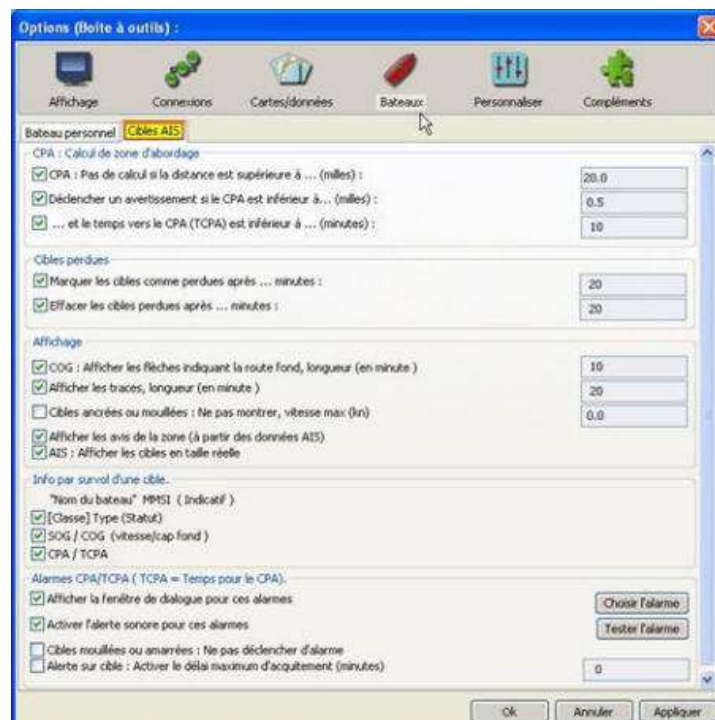 Options (Boîte à outils) :
Affichage Connexions Cartes/données Bateaux Personnaliser Compléments
Bateau personnel Cibles AIS
CPA : Calcul de zone d'abordage
CPA : Pas de calcul si la distance est supérieure à ... (milles) : 20.0
Déclencher un avertissement si le CPA est inférieur à... (milles) : 0.5
... et le temps vers le CPA (TCPA) est inférieur à ... (minutes) : 10
Cibles perdues
Marquer les cibles comme perdues après ... minutes : 20
Effacer les cibles perdues après ... minutes : 20
Affichage
COG : Afficher les flèches indiquant la route fond, longueur (en minute ) 10
Afficher les traces, longueur (en minute ) 20
Cibles ancrées ou mouillées : Ne pas montrer, vitesse max (kn) 0.0
Afficher les avis de la zone (à partir des données AIS)
AIS : Afficher les cibles en taille réelle
Info par survol d'une cible.
"Nom du bateau" MMSI ( Indicatif )
[Classe] Type (Statut)
SOG / COG (vitesse/cap fond )
CPA / TCPA
Alarmes CPA/TCPA ( TCPA = Temps pour le CPA).
Afficher la fenêtre de dialogue pour ces alarmes Choisir l'alarme
Activer l'alerte sonore pour ces alarmes Tester l'alarme
Cibles mouillées ou amarrées : Ne pas déclencher d'alarme
Alerte sur cible : Activer le délai maximum d'acquitement (minutes) 0
Ok Annuler Appliquer